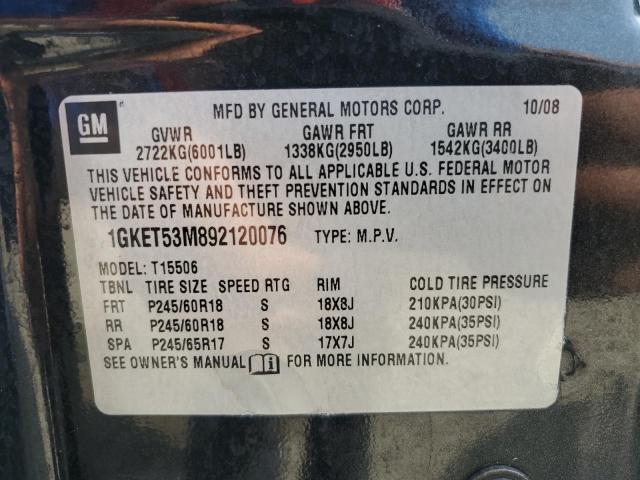 GM MFD BY GENERAL MOTORS CORP. 10/08
GVWR GAWR FRT GAWR RR
2722KG(6001LB) 1338KG(2950LB) 1542KG(3400LB)
THIS VEHICLE CONFORMS TO ALL APPLICABLE U.S. FEDERAL MOTOR
VEHICLE SAFETY AND THEFT PREVENTION STANDARDS IN EFFECT ON
THE DATE OF MANUFACTURE SHOWN ABOVE.
1GKET53M892120076 TYPE: M.P.V.
MODEL: T15506
TBNL TIRE SIZE SPEED RTG RIM COLD TIRE PRESSURE
FRT P245/60R18 S 18X8J 210KPA(30PSI)
RR P245/60R18 S 18X8J 240KPA(35PSI)
SPA P245/65R17 S 17X7J 240KPA(35PSI)
SEE OWNER'S MANUAL i FOR MORE INFORMATION.